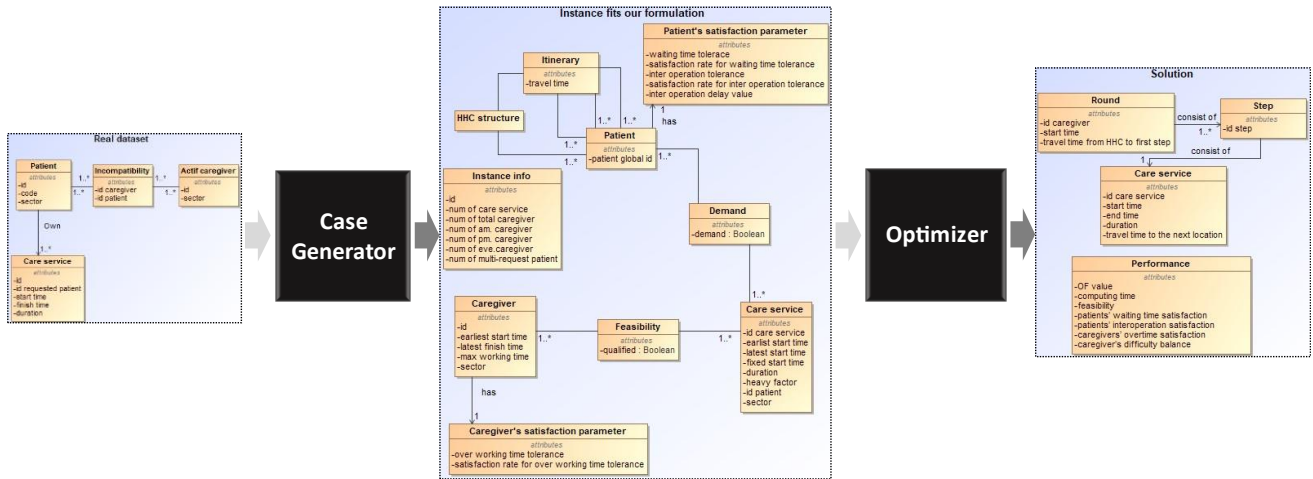 Real dataset
Patient
attributes
-id
-code
-sector
1..*
1..*
Incompatibility
attributes
-id caregiver
-id patient
1..*
1..*
Actif caregiver
attributes
-id
-sector
Own
1..*
Care service
attributes
-id
-id requested patient
-start time
-finish time
-duration
Case
Generator
Instance fits our formulation
Patient's satisfaction parameter
attributes
-waiting time tolerace
-satisfaction rate for waiting time tolerance
-inter operation tolerance
-satisfaction rate for inter operation tolerance
-inter operation delay value
Itinerary
attributes
-travel time
HHC structure
1
has
1..*
1..*
1..*
1..*
1..*
Patient
attributes
-patient global id
Instance info
attributes
-id
-num of care service
-num of total caregiver
-num of am. caregiver
-num of pm. caregiver
-num of eve.caregiver
-num of multi-request patient
Demand
attributes
-demand : Boolean
1..*
Caregiver
attributes
-id
-earliest start time
-latest finish time
-max working time
-sector
1..*
Feasibility
attributes
-qualified : Boolean
1..*
Care service
attributes
-id care service
-earlist start time
-latest start time
-fixed start time
-duration
-heavy factor
-id patient
-sector
has
1
Caregiver's satisfaction parameter
attributes
-over working time tolerance
-satisfaction rate for over working time tolerance
Optimizer
Solution
Round
attributes
-id caregiver
-start time
-travel time from HHC to first step
consist of
1..*
Step
attributes
-id step
consist of
1
Care service
attributes
-id care service
-start time
-end time
-duration
-travel time to the next location
Performance
attributes
-OF value
-computing time
-feasibility
-patients' waiting time satisfaction
-patients' interoperation satisfaction
-caregivers' overtime satisfaction
-caregiver's difficulty balance